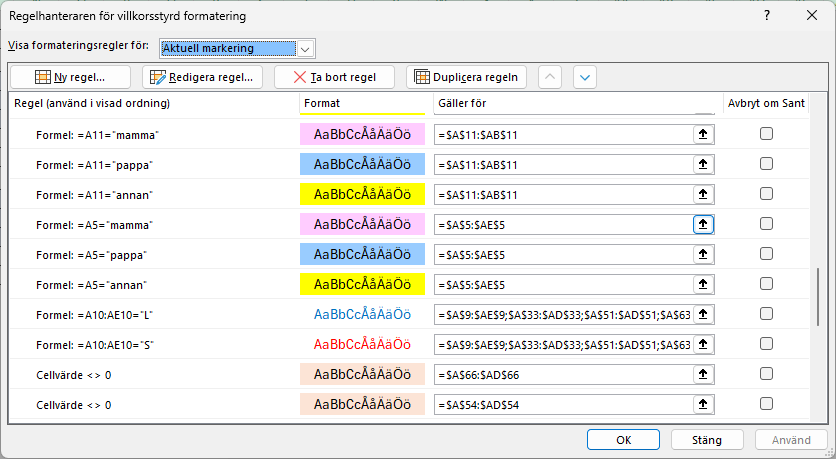 Regelhanteraren för villkorsstyrd formatering
Visa formateringsregler för: Aktuell markering
Ny regel... Redigera regel... Ta bort regel Duplicera regeln
Regel (använd i visad ordning) Format Gäller för Avbryt om Sant
Formel: =A11="mamma" AaBbCcÅåÄäÖö =$A$11:$AB$11
Formel: =A11="pappa" AaBbCcÅåÄäÖö =$A$11:$AB$11
Formel: =A11="annan" AaBbCcÅåÄäÖö =$A$11:$AB$11
Formel: =A5="mamma" AaBbCcÅåÄäÖö =$A$5:$AE$5
Formel: =A5="pappa" AaBbCcÅåÄäÖö =$A$5:$AE$5
Formel: =A5="annan" AaBbCcÅåÄäÖö =$A$5:$AE$5
Formel: =A10:AE10="L" AaBbCcÅåÄäÖö =$A$9:$AE$9;$A$33:$AD$33;$A$51:$AD$51;$A$63
Formel: =A10:AE10="S" AaBbCcÅåÄäÖö =$A$9:$AE$9;$A$33:$AD$33;$A$51:$AD$51;$A$63
Cellvärde <> 0 AaBbCcÅåÄäÖö =$A$66:$AD$66
Cellvärde <> 0 AaBbCcÅåÄäÖö =$A$54:$AD$54
OK Stäng Använd